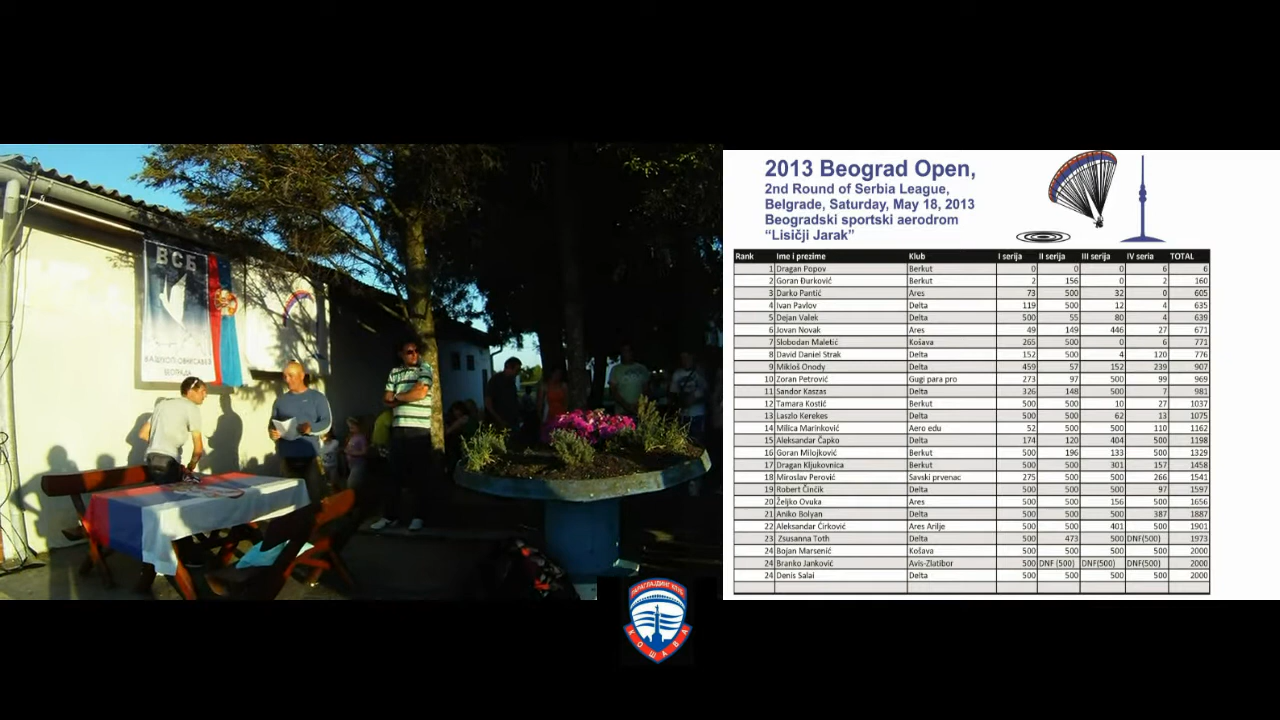 ВСБ
ВАЗДУХОПЛОВНИ САВЕЗ
БЕОГРАДА
2013 Beograd Open,
2nd Round of Serbia League,
Belgrade, Saturday, May 18, 2013
Beogradski sportski aerodrom
“Lisičji Jarak”
Rank Ime i prezime Klub I serija II serija III serija IV seria TOTAL
1 Dragan Popov Berkut 0 0 0 6 6
2 Goran Đurković Berkut 2 156 0 2 160
3 Darko Pantić Ares 73 500 32 0 605
4 Ivan Pavlov Delta 119 500 12 4 635
5 Dejan Valek Delta 500 55 80 4 639
6 Jovan Novak Ares 49 149 446 27 671
7 Slobodan Maletić Košava 265 500 0 6 771
8 David Daniel Strak Delta 152 500 4 120 776
9 Mikloš Onody Delta 459 57 152 239 907
10 Zoran Petrović Gugi para pro 273 97 500 99 969
11 Sandor Kaszas Delta 326 148 500 7 981
12 Tamara Kostić Berkut 500 500 10 27 1037
13 Laszlo Kerekes Delta 500 500 62 13 1075
14 Milica Marinković Aero edu 52 500 500 110 1162
15 Aleksandar Čapko Delta 174 120 404 500 1198
16 Goran Milojković Berkut 500 196 133 500 1329
17 Dragan Kljukovnica Berkut 500 500 301 157 1458
18 Miroslav Perović Savski prvenac 275 500 500 266 1541
19 Robert Činčik Delta 500 500 500 97 1597
20 Željko Ovuka Ares 500 500 156 500 1656
21 Aniko Bolyan Delta 500 500 500 387 1887
22 Aleksandar Ćirković Ares Arilje 500 500 401 500 1901
23 Zsusanna Toth Delta 500 473 500 DNF(500) 1973
24 Bojan Marsenić Košava 500 500 500 500 2000
24 Branko Janković Avis-Zlatibor 500 DNF (500) DNF(500) DNF(500) 2000
24 Denis Salai Delta 500 500 500 500 2000
ПАРАГЛАЈДИНГ КЛУБ
КОШАВА